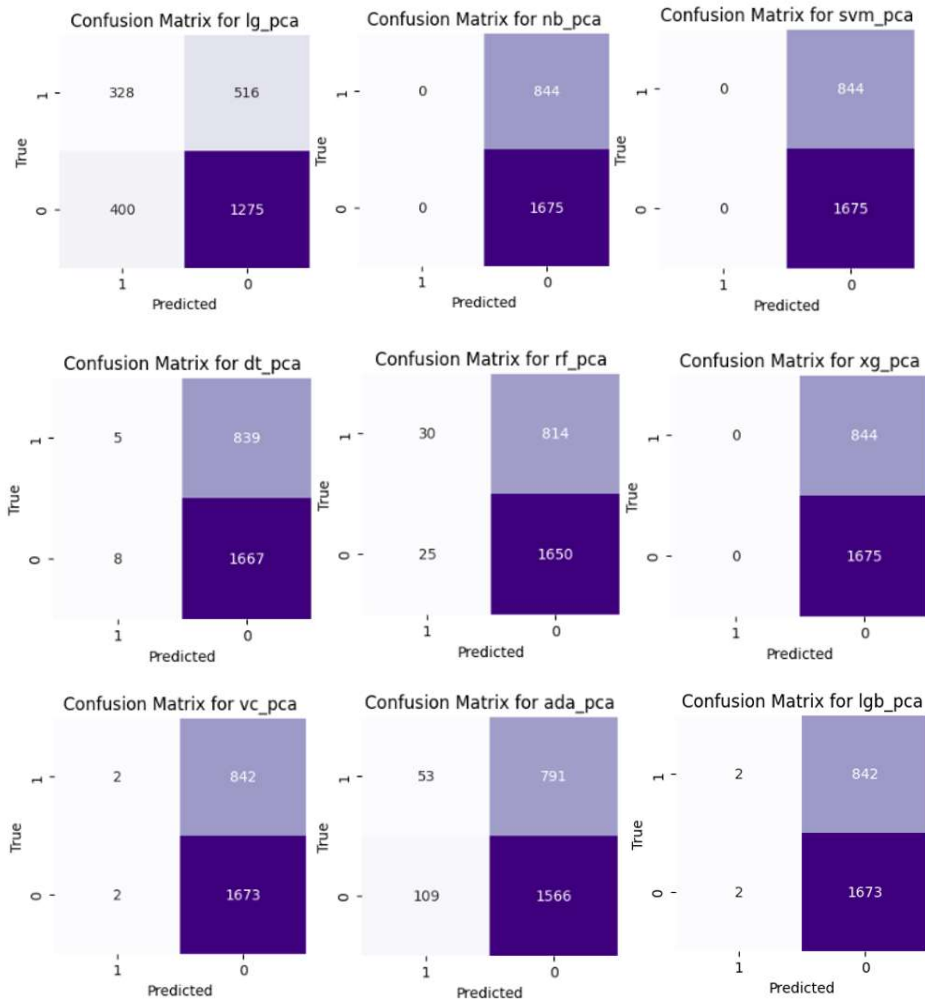 Confusion Matrix for lg_pca
1
328
516
True
0
400
1275
1
0
Predicted
Confusion Matrix for nb_pca
1
0
844
True
0
0
1675
1
0
Predicted
Confusion Matrix for svm_pca
1
0
844
True
0
0
1675
1
0
Predicted
Confusion Matrix for dt_pca
1
5
839
True
0
8
1667
1
0
Predicted
Confusion Matrix for rf_pca
1
30
814
True
0
25
1650
1
0
Predicted
Confusion Matrix for xg_pca
1
0
844
True
0
0
1675
1
0
Predicted
Confusion Matrix for vc_pca
1
2
842
True
0
2
1673
1
0
Predicted
Confusion Matrix for ada_pca
1
53
791
True
0
109
1566
1
0
Predicted
Confusion Matrix for lgb_pca
1
2
842
True
0
2
1673
1
0
Predicted